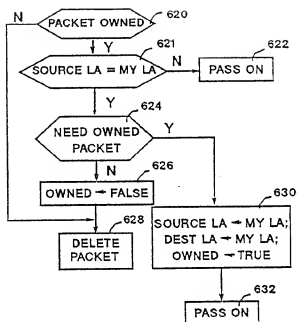 N
PACKET OWNED
620
Y
621
SOURCE LA = MY LA
N
622
PASS ON
Y
624
NEED OWNED
PACKET
Y
N
626
OWNED ← FALSE
628
DELETE
PACKET
630
SOURCE LA ← MY LA;
DEST LA ← MY LA;
OWNED ← TRUE
632
PASS ON